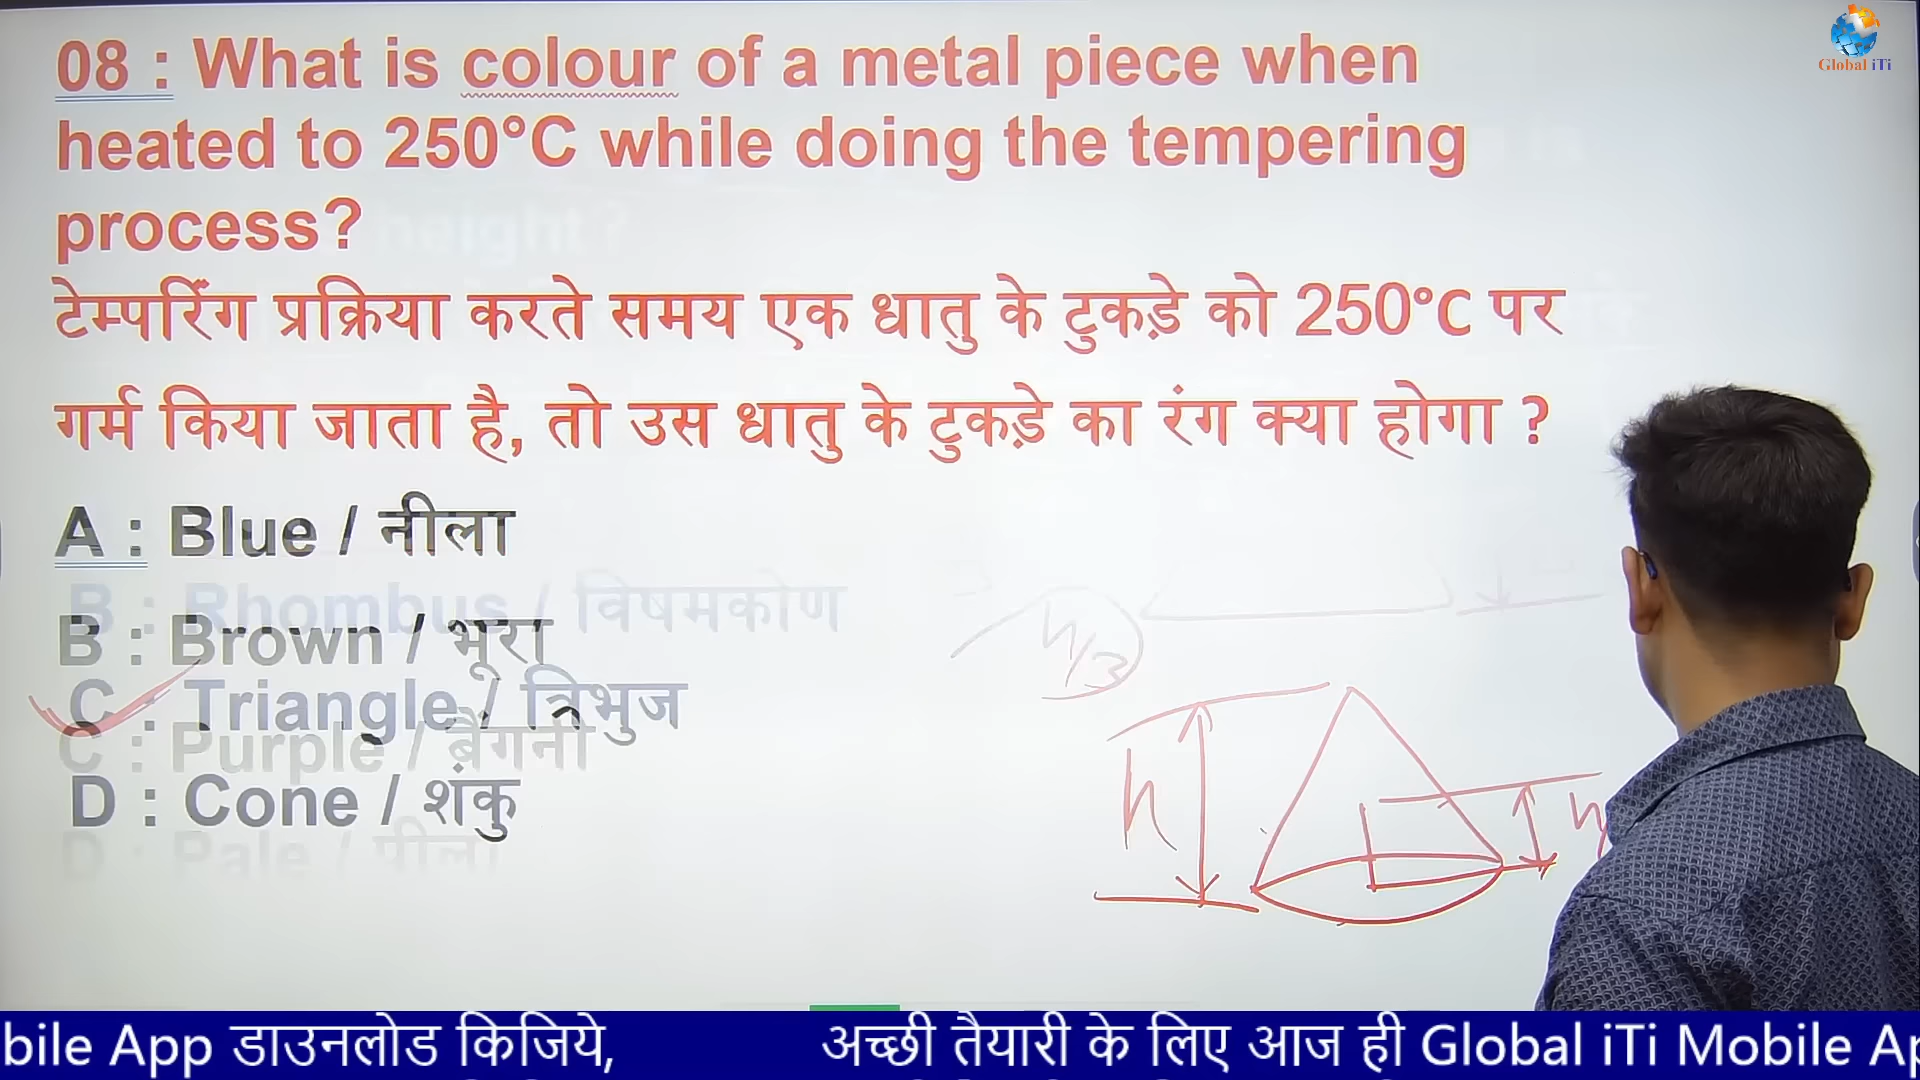 Global iTi
08 : What is colour of a metal piece when
heated to 250°C while doing the tempering
process?
height ?
टेम्परिंग प्रक्रिया करते समय एक धातु के टुकड़े को 250°C पर
गर्म किया जाता है, तो उस धातु के टुकड़े का रंग क्या होगा ?
A : Blue / नीला
B : Rhombus / विषमकोण
B : Brown / भूरा
C : Triangle / त्रिभुज
C : Purple / बैंगनी
D : Cone / शंकु
D : Pale / पीला
h/3
h
bile App डाउनलोड किजिये, अच्छी तैयारी के लिए आज ही Global iTi Mobile Ap